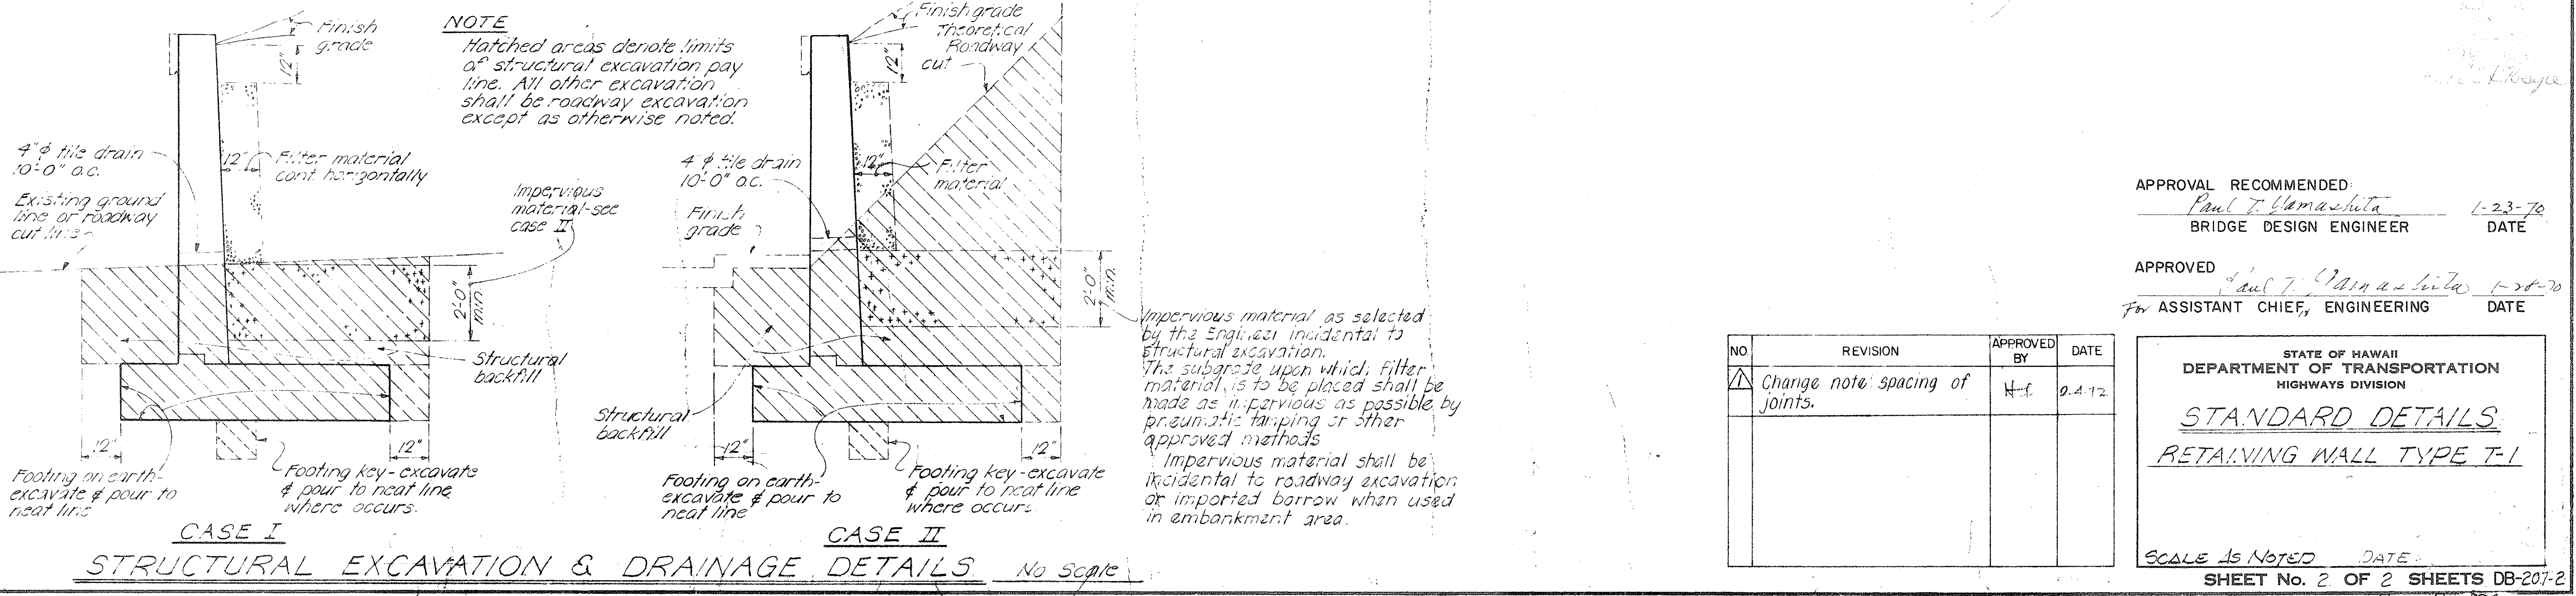 Finish
grade
12"
NOTE
Hatched areas denote limits
of structural excavation pay
line. All other excavation
shall be roadway excavation
except as otherwise noted.
4"ϕ tile drain
10'-0" o.c.
Existing ground
line or roadway
cut line
12"
Filter material
cont. horizontally
Impervious
material-see
case II
2'-0"
min.
Structural
backfill
12"
12"
Footing on earth-
excavate & pour to
neat line
Footing key-excavate
& pour to neat line
where occurs.
CASE I
Finish grade
Theoretical
Roadway
cut
12"
4"ϕ tile drain
10'-0" o.c.
12"
Filter
material
Finish
grade
2'-0"
min.
Structural
backfill
12"
12"
Footing on earth-
excavate & pour to
neat line
Footing key-excavate
& pour to neat line
where occurs.
CASE II
Impervious material as selected
by the Engineer incidental to
structural excavation.
The subgrade upon which filter
material is to be placed shall be
made as impervious as possible by
pneumatic tamping or other
approved methods
Impervious material shall be
incidental to roadway excavation
or imported borrow when used
in embankment area.
STRUCTURAL EXCAVATION & DRAINAGE DETAILS No Scale
APPROVAL RECOMMENDED:
Paul T. Yamashita 1-23-70
BRIDGE DESIGN ENGINEER DATE
APPROVED
Paul T. Yamashita 1-28-70
For ASSISTANT CHIEF, ENGINEERING DATE
NO. REVISION APPROVED BY DATE
1 Change note: spacing of
joints.
STATE OF HAWAII
DEPARTMENT OF TRANSPORTATION
HIGHWAYS DIVISION
STANDARD DETAILS
RETAINING WALL TYPE T-1
SCALE AS NOTED DATE:
SHEET No. 2 OF 2 SHEETS DB-207-2